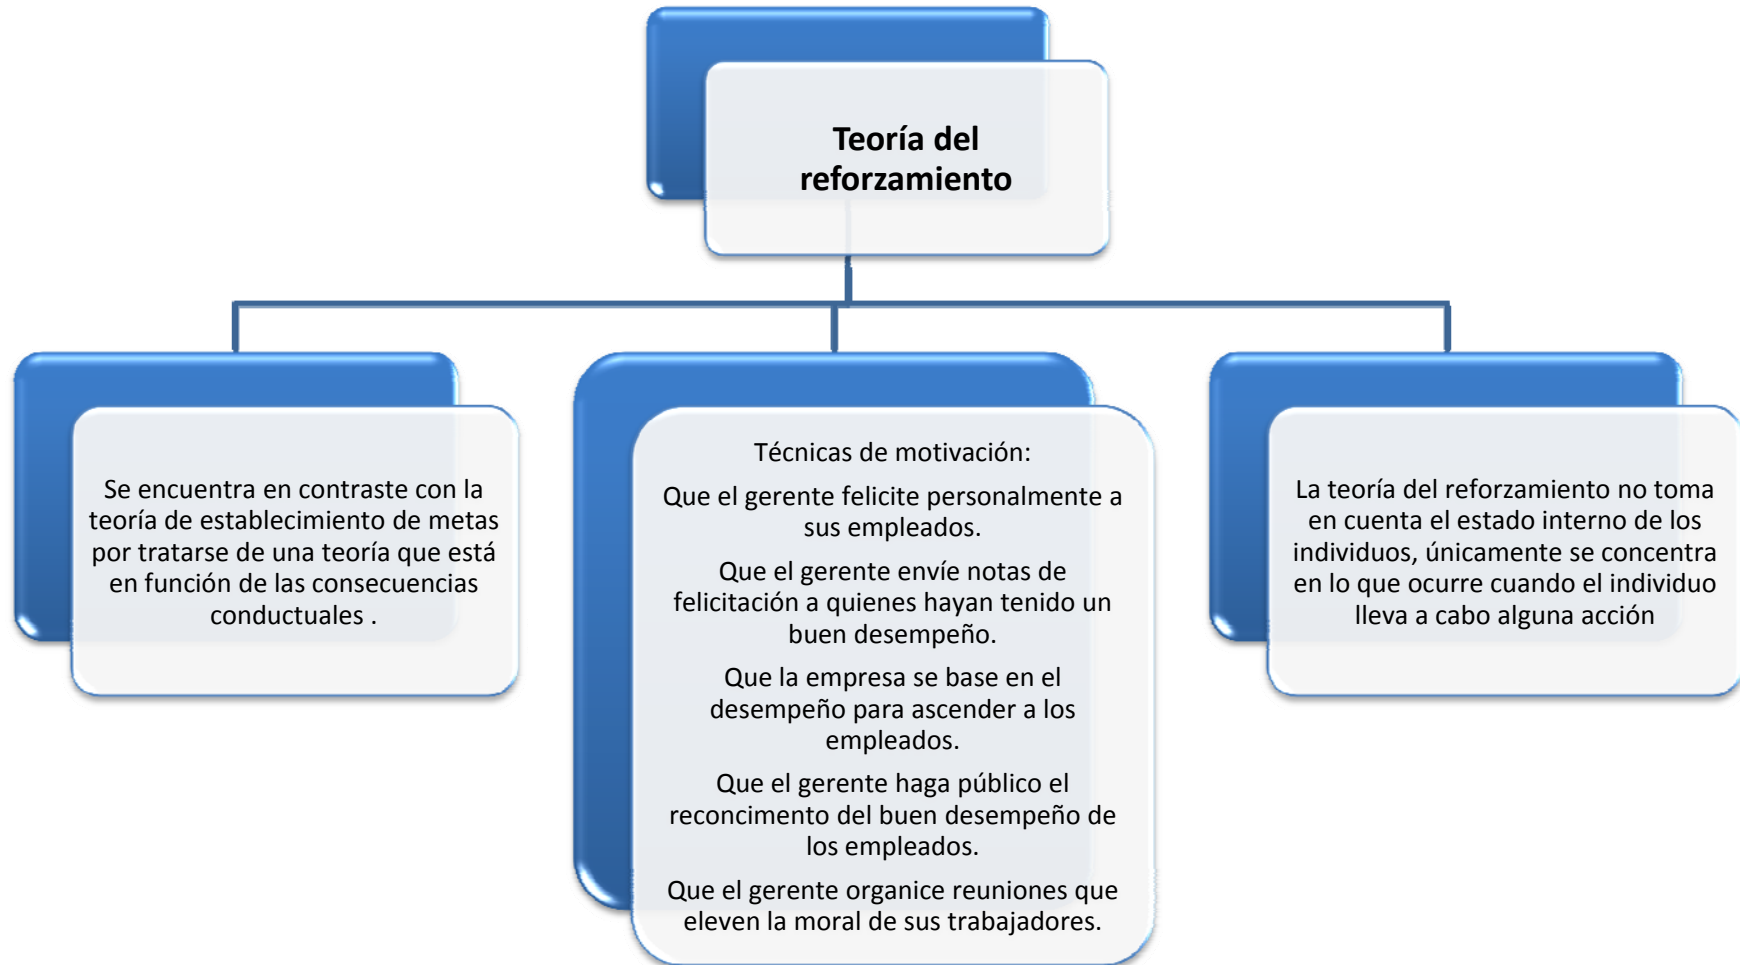 Teoría del
reforzamiento
Se encuentra en contraste con la
teoría de establecimiento de metas
por tratarse de una teoría que está
en función de las consecuencias
conductuales .
Técnicas de motivación:
Que el gerente felicite personalmente a
sus empleados.
Que el gerente envíe notas de
felicitación a quienes hayan tenido un
buen desempeño.
Que la empresa se base en el
desempeño para ascender a los
empleados.
Que el gerente haga público el
reconcimento del buen desempeño de
los empleados.
Que el gerente organice reuniones que
eleven la moral de sus trabajadores.
La teoría del reforzamiento no toma
en cuenta el estado interno de los
individuos, únicamente se concentra
en lo que ocurre cuando el individuo
lleva a cabo alguna acción